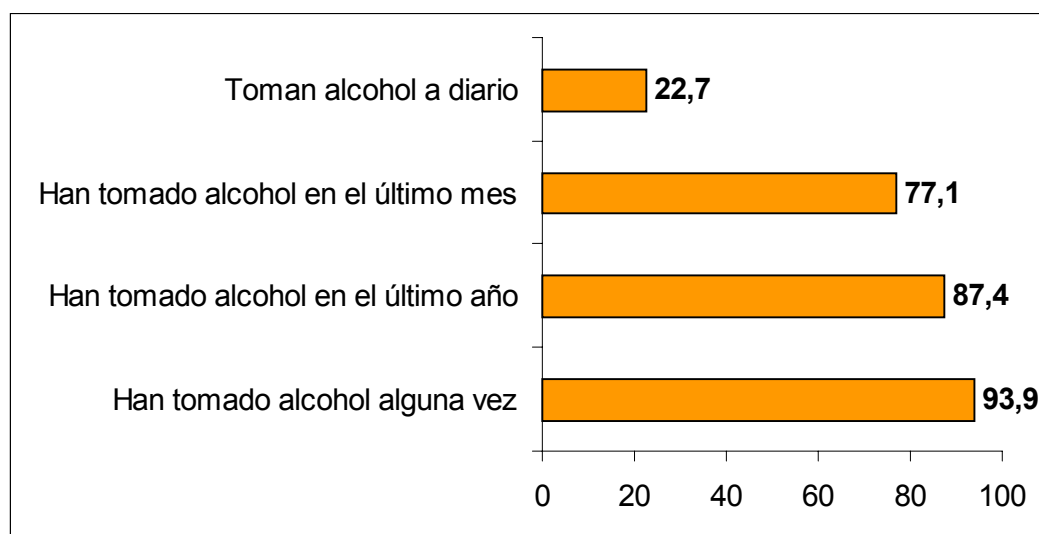 Toman alcohol a diario 22,7
Han tomado alcohol en el último mes 77,1
Han tomado alcohol en el último año 87,4
Han tomado alcohol alguna vez 93,9
0 20 40 60 80 100